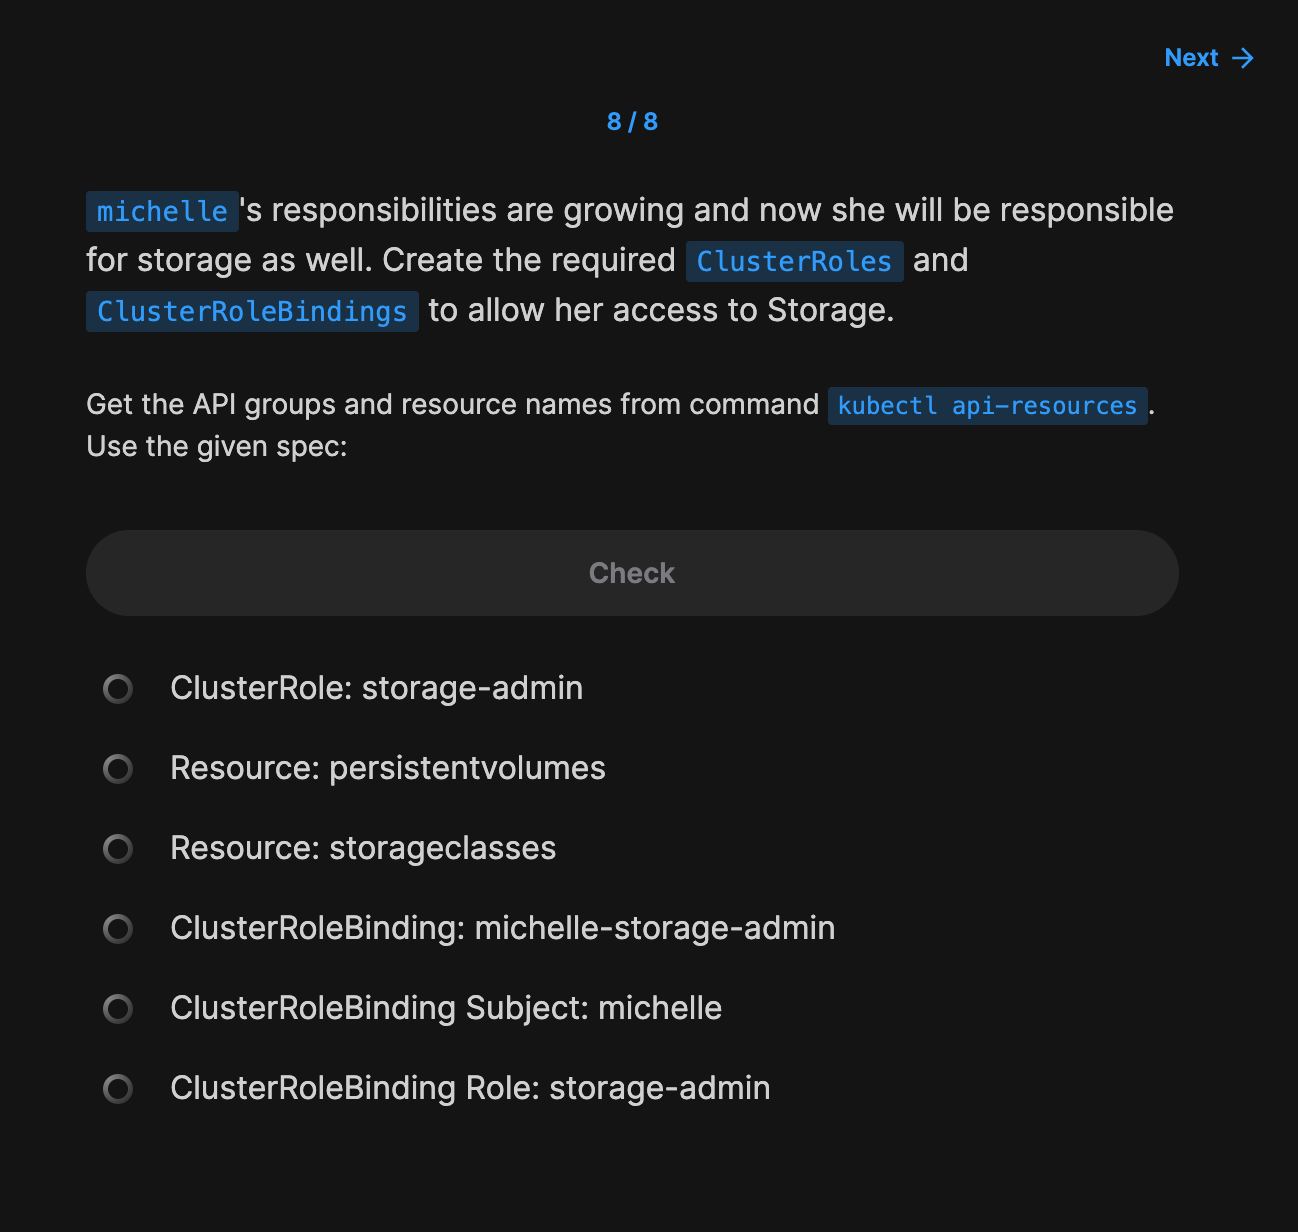 Next →
8 / 8
michelle's responsibilities are growing and now she will be responsible
for storage as well. Create the required ClusterRoles and
ClusterRoleBindings to allow her access to Storage.
Get the API groups and resource names from command kubectl api-resources.
Use the given spec:
Check
ClusterRole: storage-admin
Resource: persistentvolumes
Resource: storageclasses
ClusterRoleBinding: michelle-storage-admin
ClusterRoleBinding Subject: michelle
ClusterRoleBinding Role: storage-admin